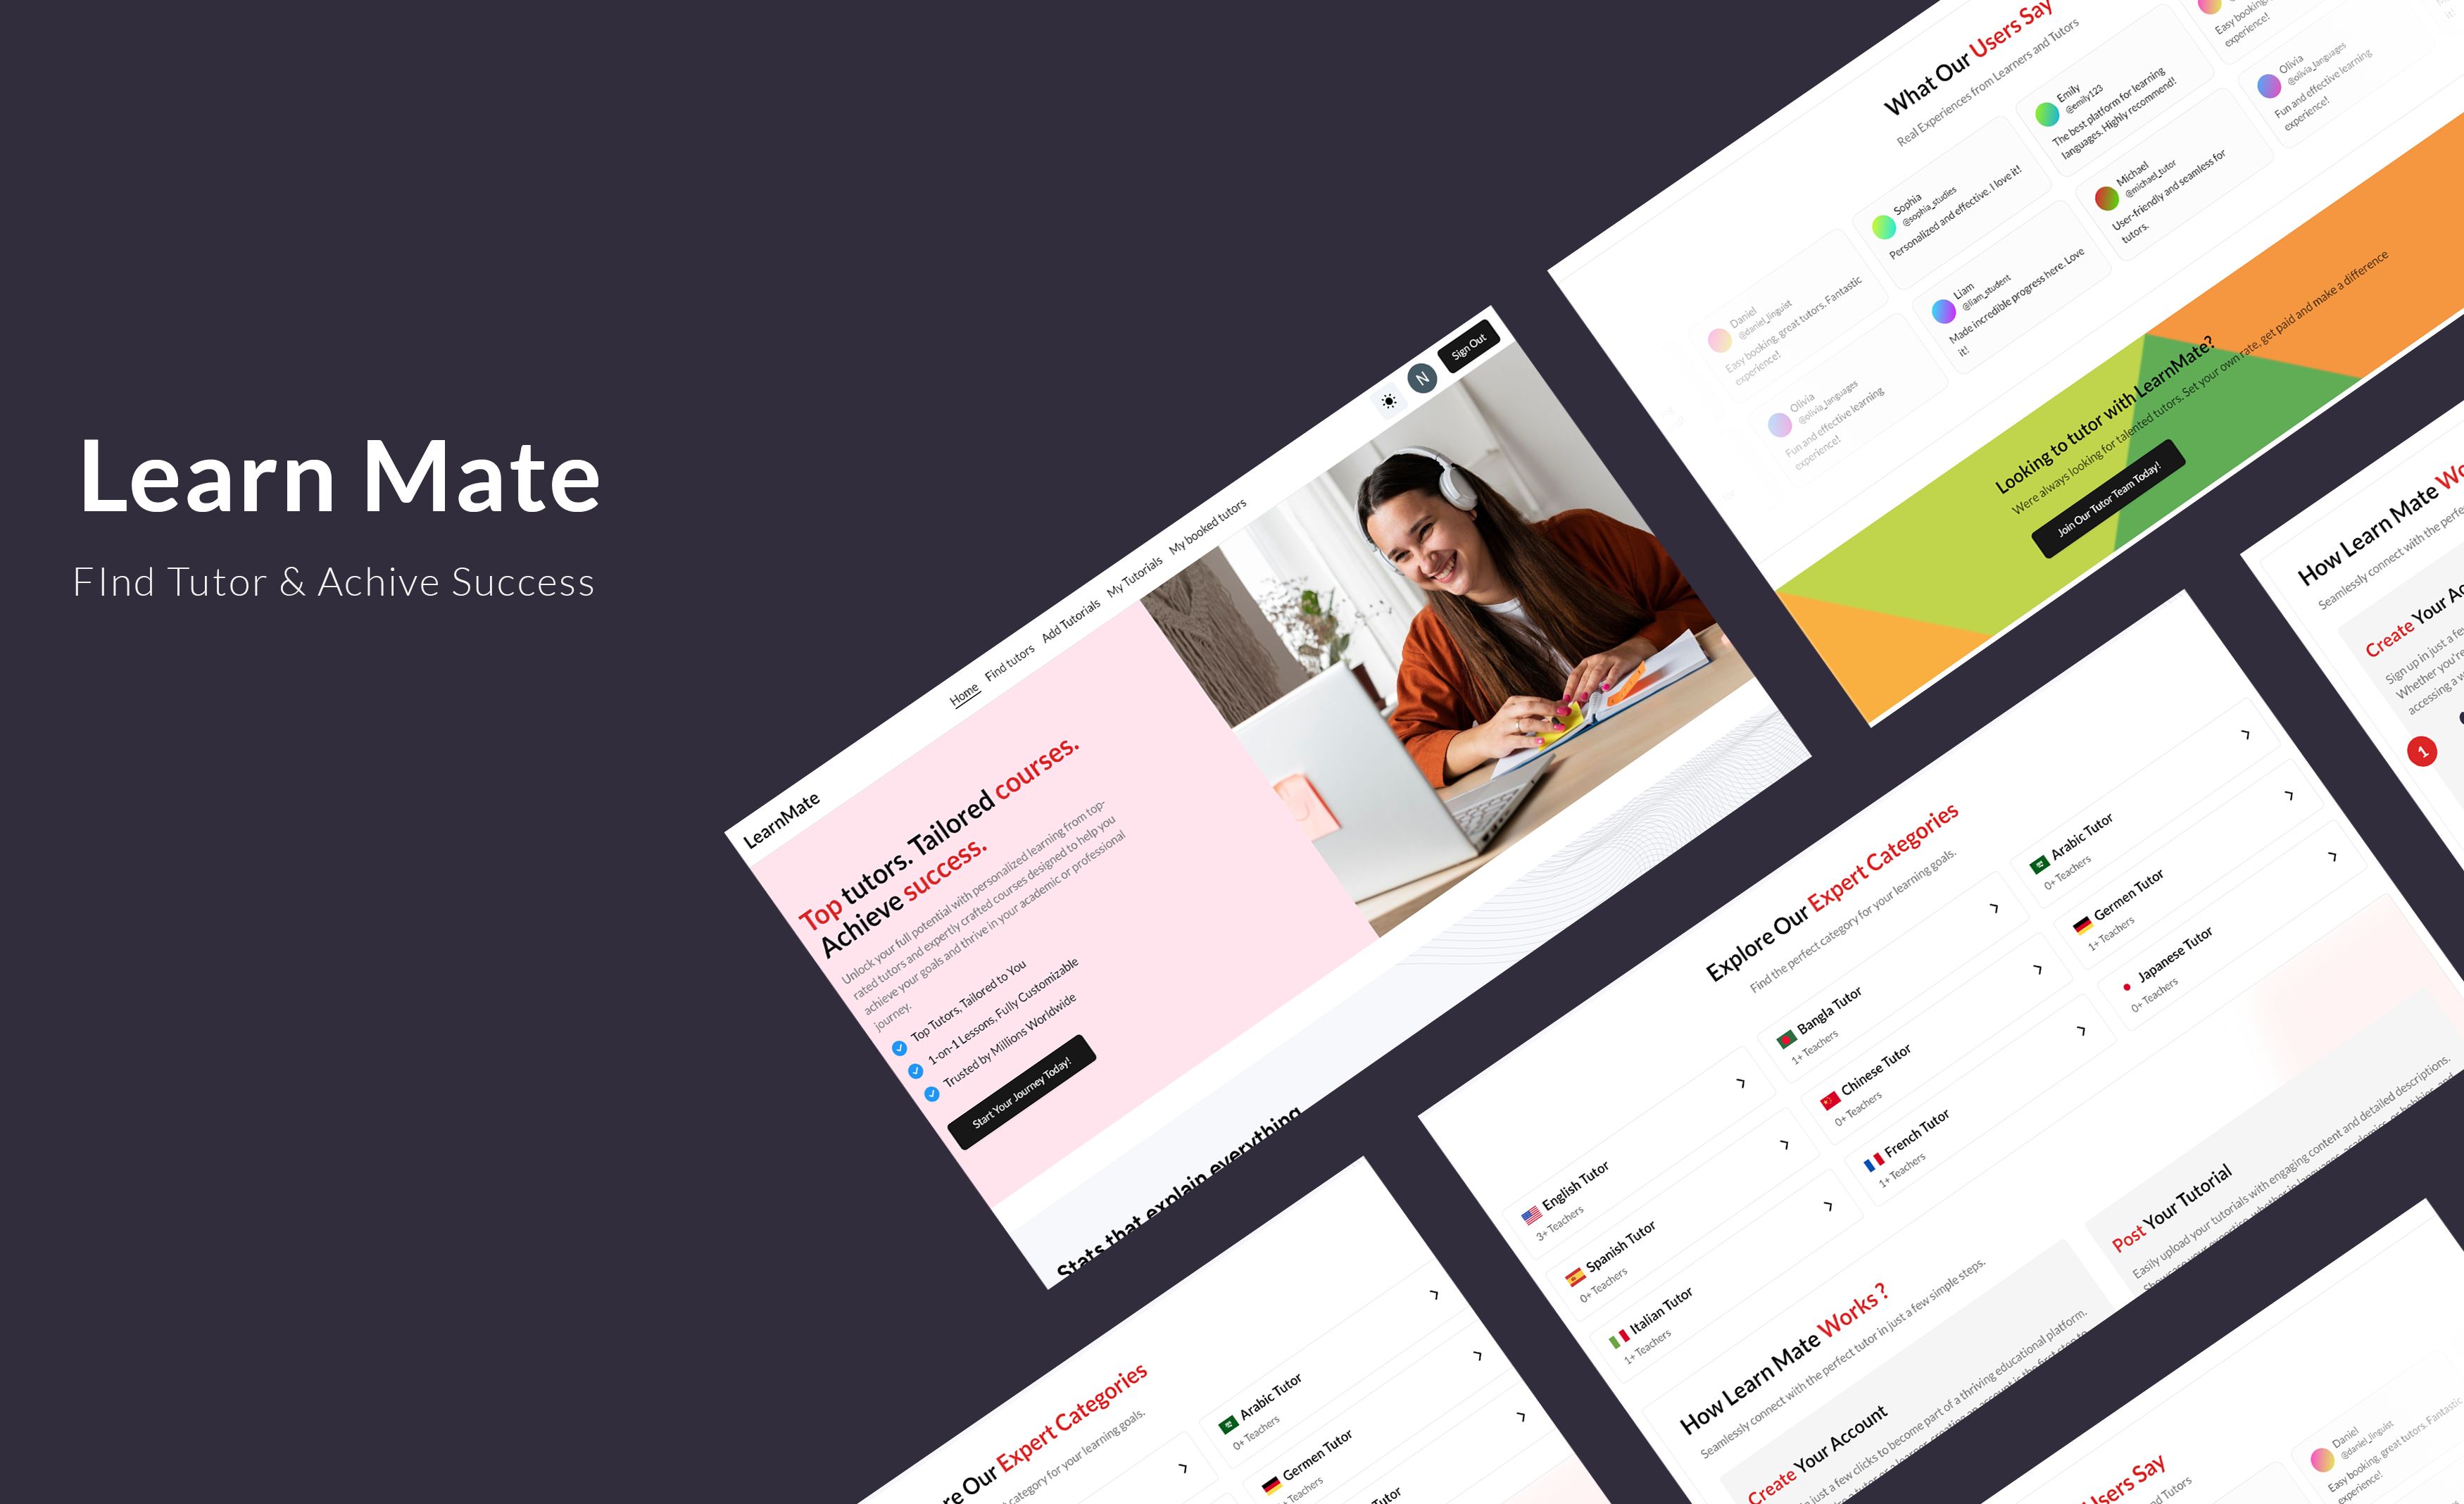 Learn Mate
FInd Tutor & Achive Success
LearnMate
Home
Find tutors
Add Tutorials
My Tutorials
My booked tutors
N
Sign Out
Top tutors. Tailored courses.
Achieve success.
Unlock your full potential with personalized learning from top-
rated tutors and expertly crafted courses designed to help you
achieve your goals and thrive in your academic or professional
journey.
Top Tutors, Tailored to You
1-on-1 Lessons, Fully Customizable
Trusted by Millions Worldwide
Start Your Journey Today!
Stats that explain everything
What Our Users Say
Real Experiences from Learners and Tutors
Daniel
@daniel_linguist
Easy booking, great tutors. Fantastic
experience!
Sophia
@sophia_studies
Personalized and effective. I love it!
Emily
@emily123
The best platform for learning
languages. Highly recommend!
Easy booking,
experience!
Olivia
@olivia_languages
Fun and effective learning
experience!
Liam
@liam_student
Made incredible progress here. Love
it!
Michael
@michael_tutor
User-friendly and seamless for
tutors.
Olivia
@olivia_languages
Fun and effective learning
experience!
Looking to tutor with LearnMate?
Were always looking for talented tutors. Set your own rate, get paid and make a difference
Join Our Tutor Team Today!
How Learn Mate Wo
Seamlessly connect with the perfe
Create Your Ac
Sign up in just a fe
Whether you're
accessing a w
1
Explore Our Expert Categories
Find the perfect category for your learning goals.
English Tutor
3+ Teachers
Bangla Tutor
1+ Teachers
Arabic Tutor
0+ Teachers
Spanish Tutor
0+ Teachers
Chinese Tutor
0+ Teachers
Germen Tutor
1+ Teachers
Italian Tutor
1+ Teachers
French Tutor
1+ Teachers
Japanese Tutor
0+ Teachers
How Learn Mate Works ?
Seamlessly connect with the perfect tutor in just a few simple steps.
Create Your Account
just a few clicks to become part of a thriving educational platform.
Post Your Tutorial
Easily upload your tutorials with engaging content and detailed descriptions.
re Our Expert Categories
category for your learning goals.
Arabic Tutor
0+ Teachers
Germen Tutor
Teachers
Tutor
Users Say
nd Tutors
Daniel
@daniel_linguist
Easy booking, great tutors. Fantastic
experience!